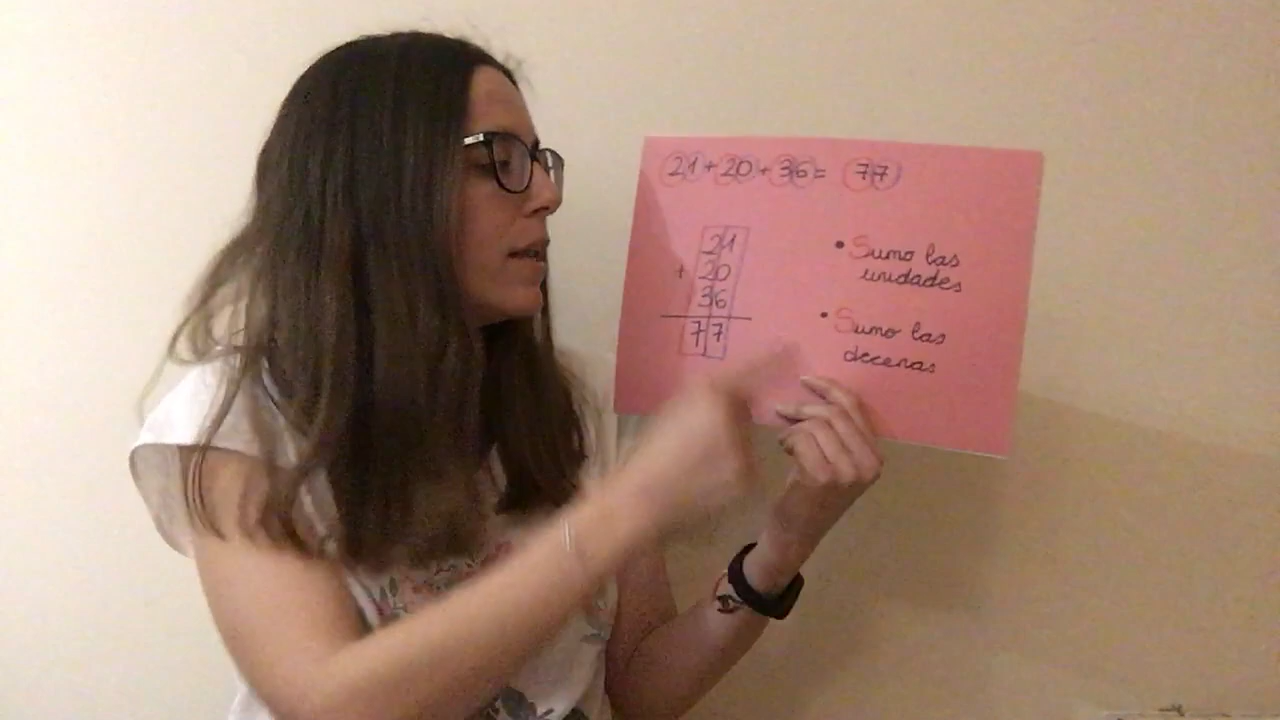 21+20+36= 77
21
+ 20
36
77
• Sumo las
unidades
• Sumo las
decenas